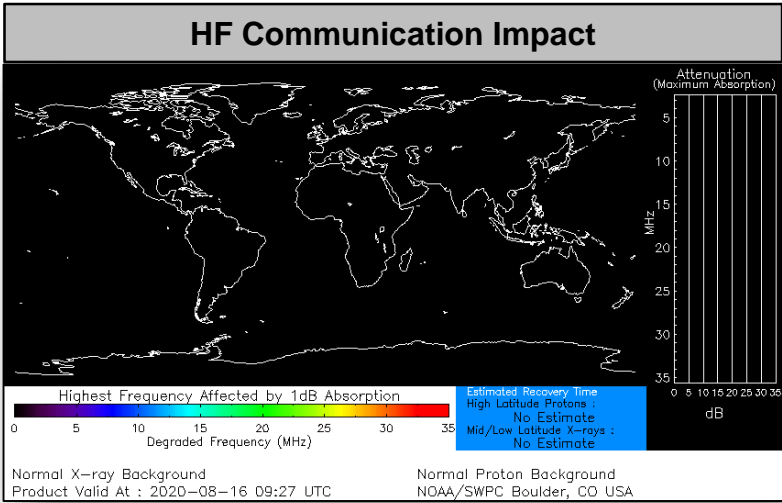 HF Communication Impact
Attenuation
(Maximum Absorption)
5
10
15
20
25
30
35
MHz
0 5 10 15 20 25 30 35
dB
Highest Frequency Affected by 1dB Absorption
0 5 10 15 20 25 30 35
Degraded Frequency (MHz)
Estimated Recovery Time
High Latitude Protons :
No Estimate
Mid/Low Latitude X-rays :
No Estimate
Normal X-ray Background
Normal Proton Background
Product Valid At : 2020-08-16 09:27 UTC
NOAA/SWPC Boulder, CO USA